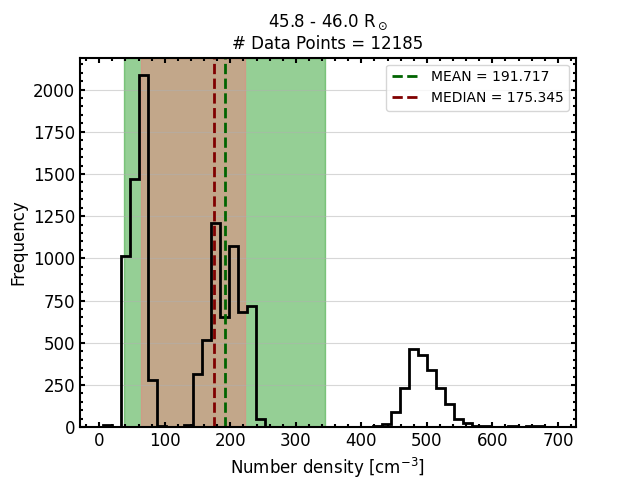 45.8 - 46.0 R⊙
# Data Points = 12185
MEAN = 191.717
MEDIAN = 175.345
Frequency
2000
1750
1500
1250
1000
750
500
250
0
0 100 200 300 400 500 600 700
Number density [cm⁻³]